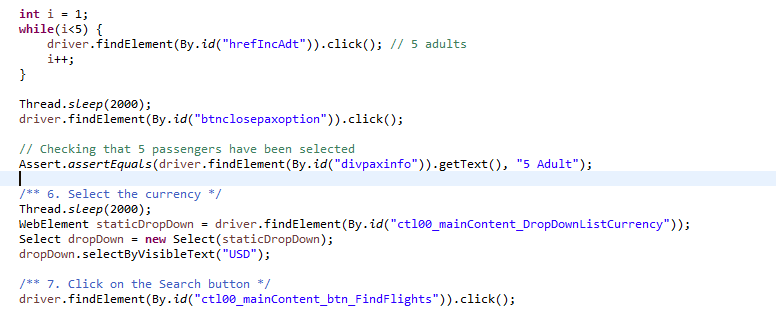 int i = 1;
while(i<5) {
    driver.findElement(By.id("hrefIncAdt")).click(); // 5 adults
    i++;
}
Thread.sleep(2000);
driver.findElement(By.id("btnclosepaxoption")).click();
// Checking that 5 passengers have been selected
Assert.assertEquals(driver.findElement(By.id("divpaxinfo")).getText(), "5 Adult");
/** 6. Select the currency */
Thread.sleep(2000);
WebElement staticDropDown = driver.findElement(By.id("ctl00_mainContent_DropDownListCurrency"));
Select dropDown = new Select(staticDropDown);
dropDown.selectByVisibleText("USD");
/** 7. Click on the Search button */
driver.findElement(By.id("ctl00_mainContent_btn_FindFlights")).click();